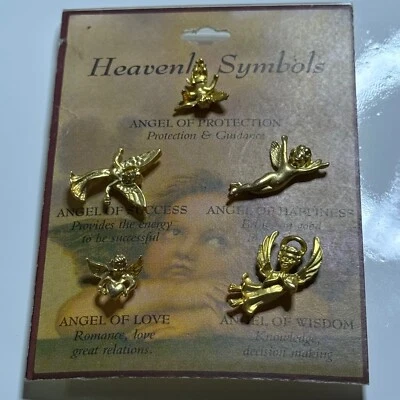 Heavenly Symbols
ANGEL OF PROTECTION
Protection & Guidance
ANGEL OF SUCCESS
Provides the energy
to be successful
ANGEL OF HAPPINESS
good
ANGEL OF LOVE
Romance, love
great relations.
ANGEL OF WISDOM
Knowledge,
decision making